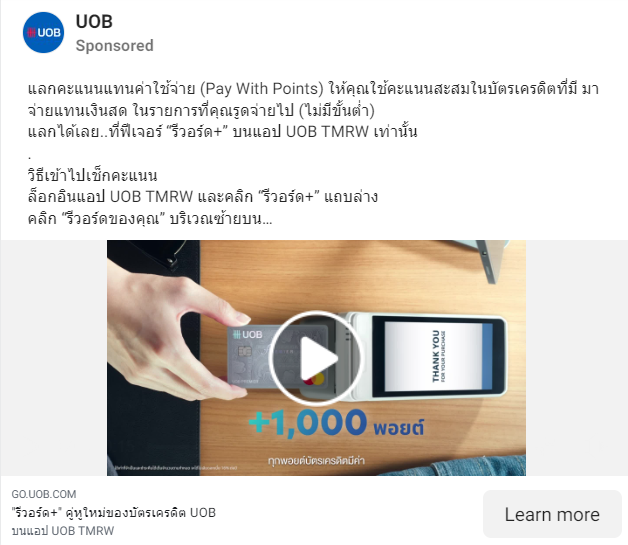 UOB
UOB
Sponsored
แลกคะแนนแทนค่าใช้จ่าย (Pay With Points) ให้คุณใช้คะแนนสะสมในบัตรเครดิตที่มี มา
จ่ายแทนเงินสด ในรายการที่คุณรูดจ่ายไป (ไม่มีขั้นต่ำ)
แลกได้เลย..ที่ฟีเจอร์ “รีวอร์ด+” บนแอป UOB TMRW เท่านั้น
.
วิธีเข้าไปเช็กคะแนน
ล็อกอินแอป UOB TMRW และคลิก “รีวอร์ด+” แถบล่าง
คลิก “รีวอร์ดของคุณ” บริเวณซ้ายบน...
UOB
THANK YOU
FOR YOUR PURCHASE
+1,000 พอยต์
ทุกพอยต์บัตรเครดิตมีค่า
GO.UOB.COM
"รีวอร์ด+" คู่หูใหม่ของบัตรเครดิต UOB
บนแอป UOB TMRW
Learn more